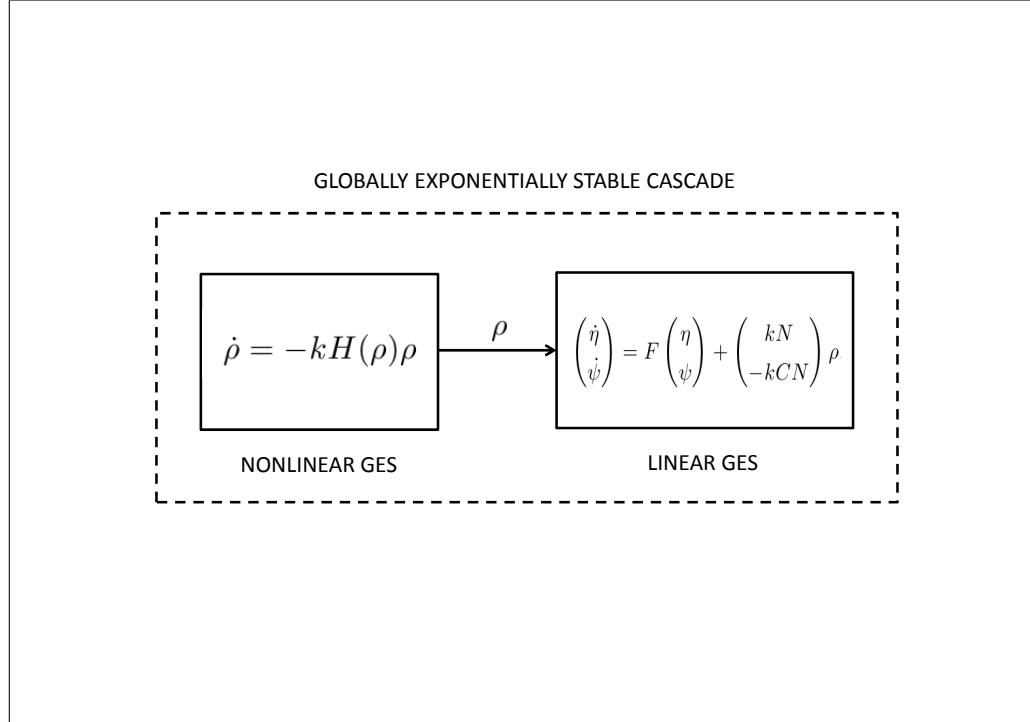 GLOBALLY EXPONENTIALLY STABLE CASCADE
ρ̇ = −kH(ρ)ρ
ρ
(η̇ ψ̇) = F (η ψ) + (kN −kCN) ρ.
NONLINEAR GES
LINEAR GES